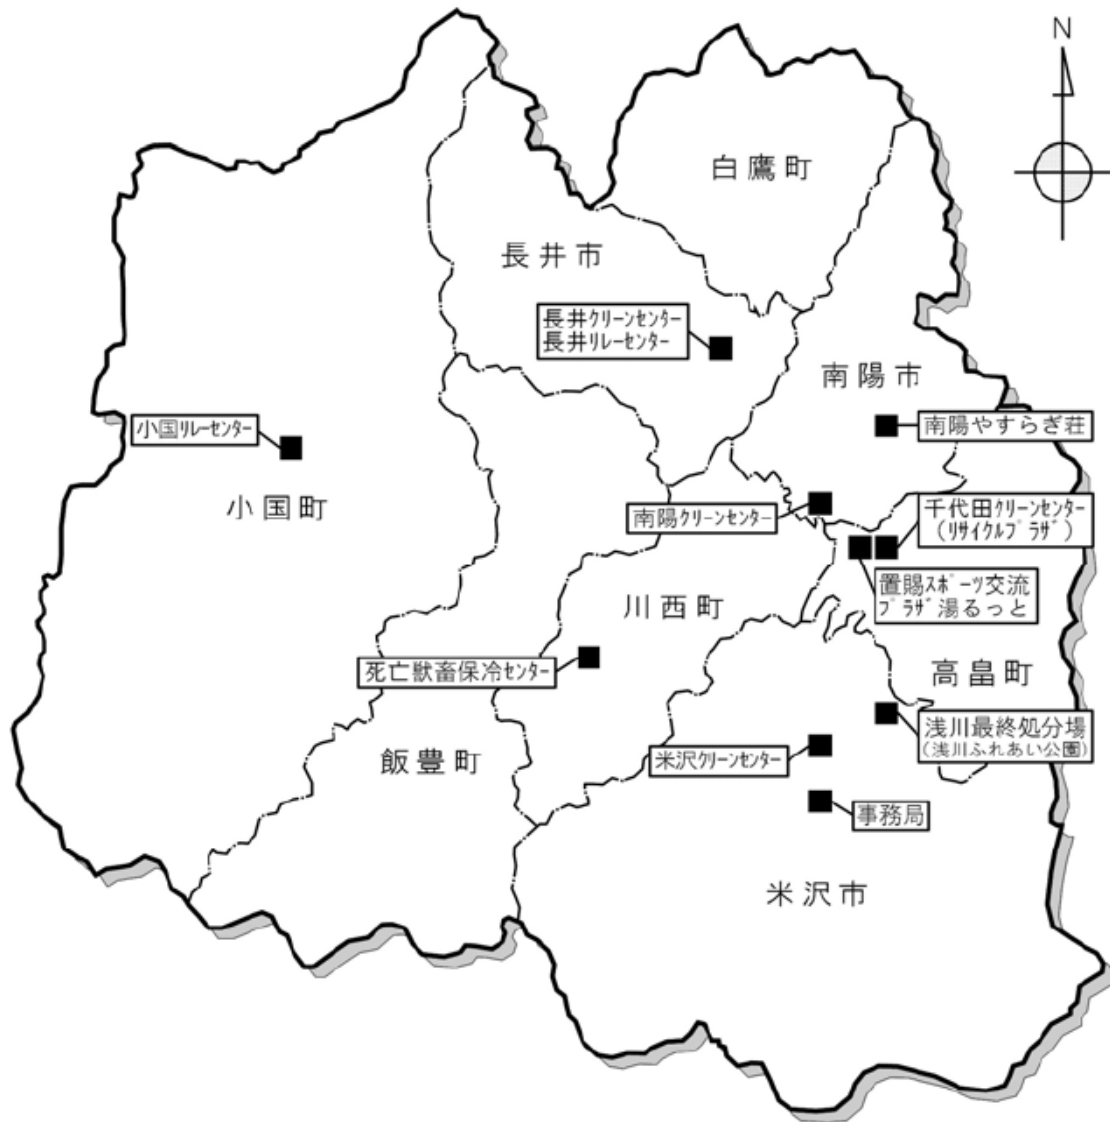 N
白鷹町
長井市
長井ｸﾘｰﾝｾﾝﾀｰ
長井ﾘﾚｰｾﾝﾀｰ
南陽市
小国ﾘﾚｰｾﾝﾀｰ
南陽やすらぎ荘
小国町
南陽ｸﾘｰﾝｾﾝﾀｰ
千代田ｸﾘｰﾝｾﾝﾀｰ
(ﾘｻｲｸﾙﾌﾟﾗｻﾞ)
置賜ｽﾎﾟｰﾂ交流
ﾌﾟﾗｻﾞ湯るっと
川西町
死亡獣畜保冷ｾﾝﾀｰ
高畠町
浅川最終処分場
(浅川ふれあい公園)
飯豊町
米沢ｸﾘｰﾝｾﾝﾀｰ
事務局
米沢市